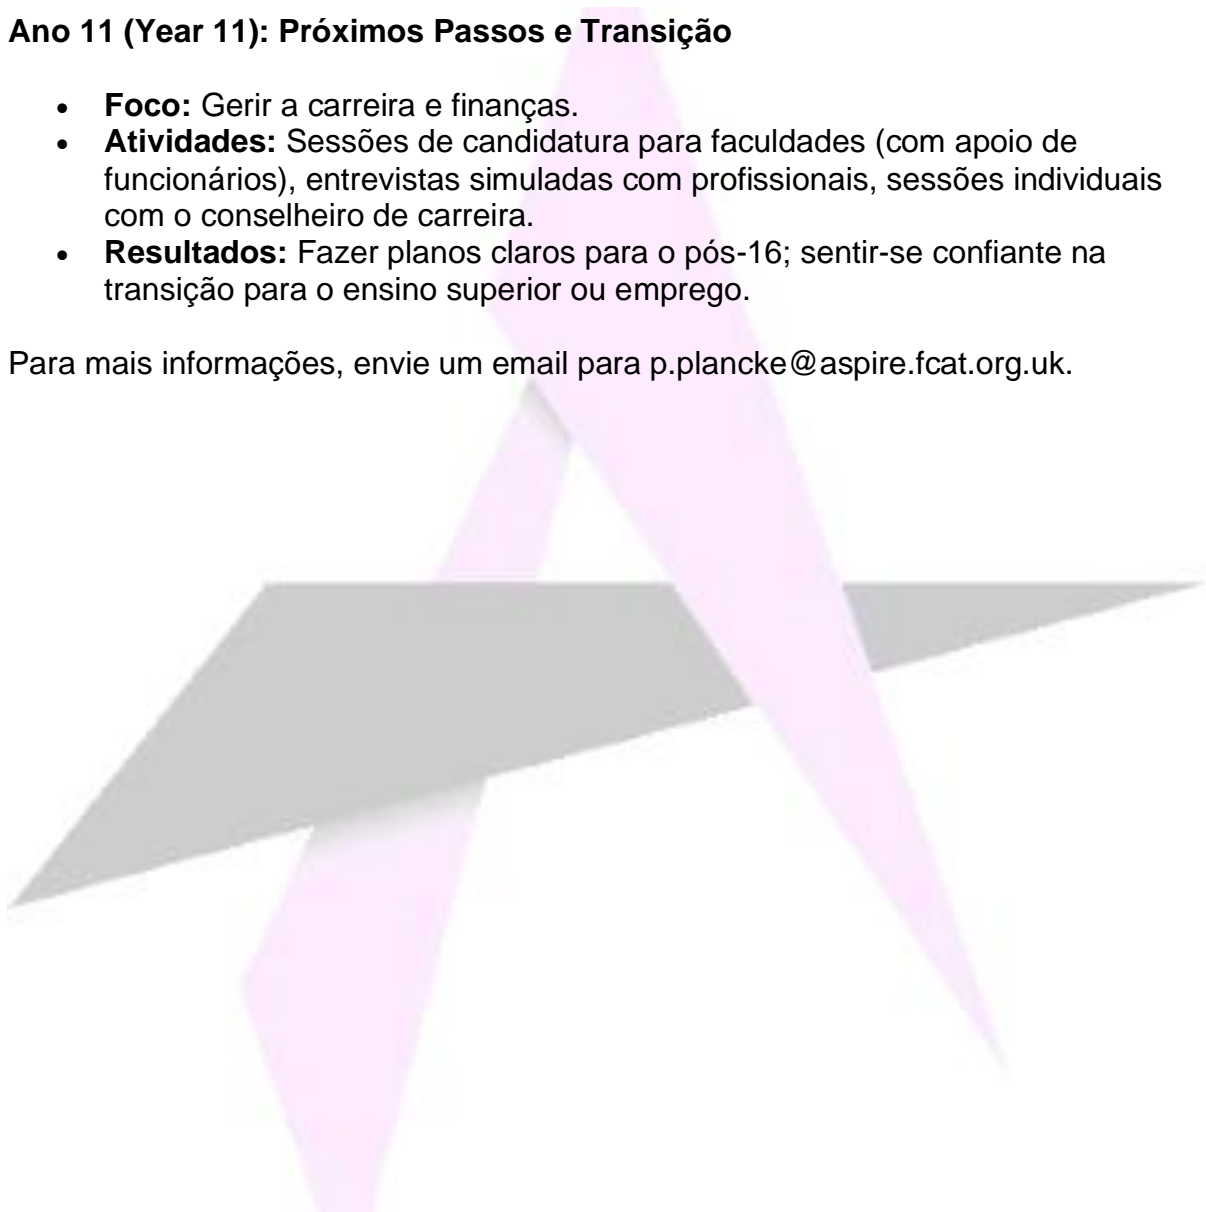 Ano 11 (Year 11): Próximos Passos e Transição
• Foco: Gerir a carreira e finanças.
• Atividades: Sessões de candidatura para faculdades (com apoio de
funcionários), entrevistas simuladas com profissionais, sessões individuais
com o conselheiro de carreira.
• Resultados: Fazer planos claros para o pós-16; sentir-se confiante na
transição para o ensino superior ou emprego.
Para mais informações, envie um email para p.plancke@aspire.fcat.org.uk.